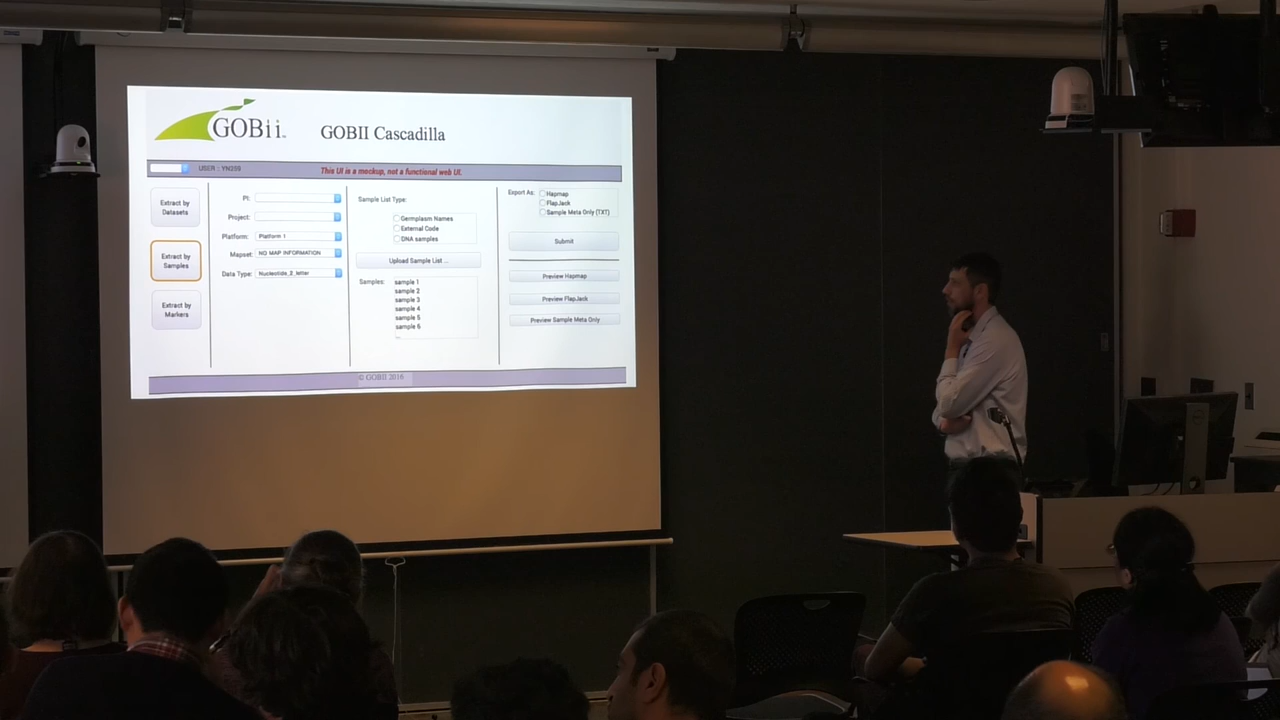 GOBii™
GOBII Cascadilla
USER : YN259
This UI is a mockup, not a functional web UI.
Extract by
Datasets
Extract by
Samples
Extract by
Markers
PI:
Project:
Platform: Platform 1
Mapset: NO MAP INFORMATION
Data Type: Nucleotide_2_letter
Sample List Type:
Germplasm Names
External Code
DNA samples
Upload Sample List ..
Samples: sample 1
sample 2
sample 3
sample 4
sample 5
sample 6
...
Export As: Hapmap
FlapJack
Sample Meta Only (TXT)
Submit
Preview Hapmap
Preview FlapJack
Preview Sample Meta Only
© GOBII 2016